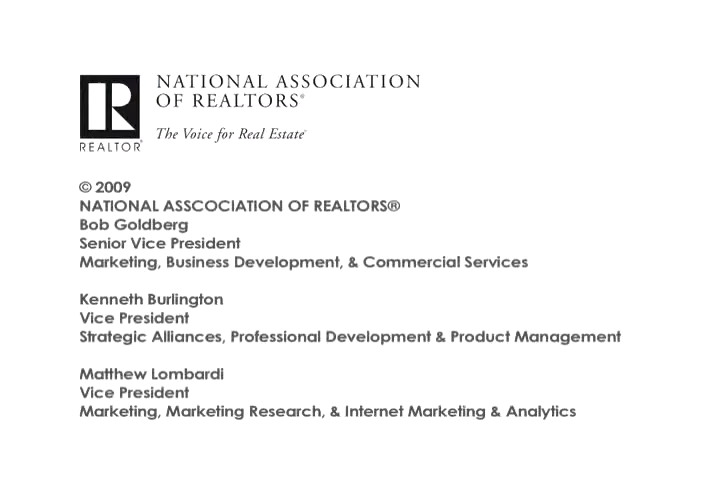 NATIONAL ASSOCIATION
OF REALTORS®
The Voice for Real Estate™
R
REALTOR®
© 2009
NATIONAL ASSCOCIATION OF REALTORS®
Bob Goldberg
Senior Vice President
Marketing, Business Development, & Commercial Services
Kenneth Burlington
Vice President
Strategic Alliances, Professional Development & Product Management
Matthew Lombardi
Vice President
Marketing, Marketing Research, & Internet Marketing & Analytics